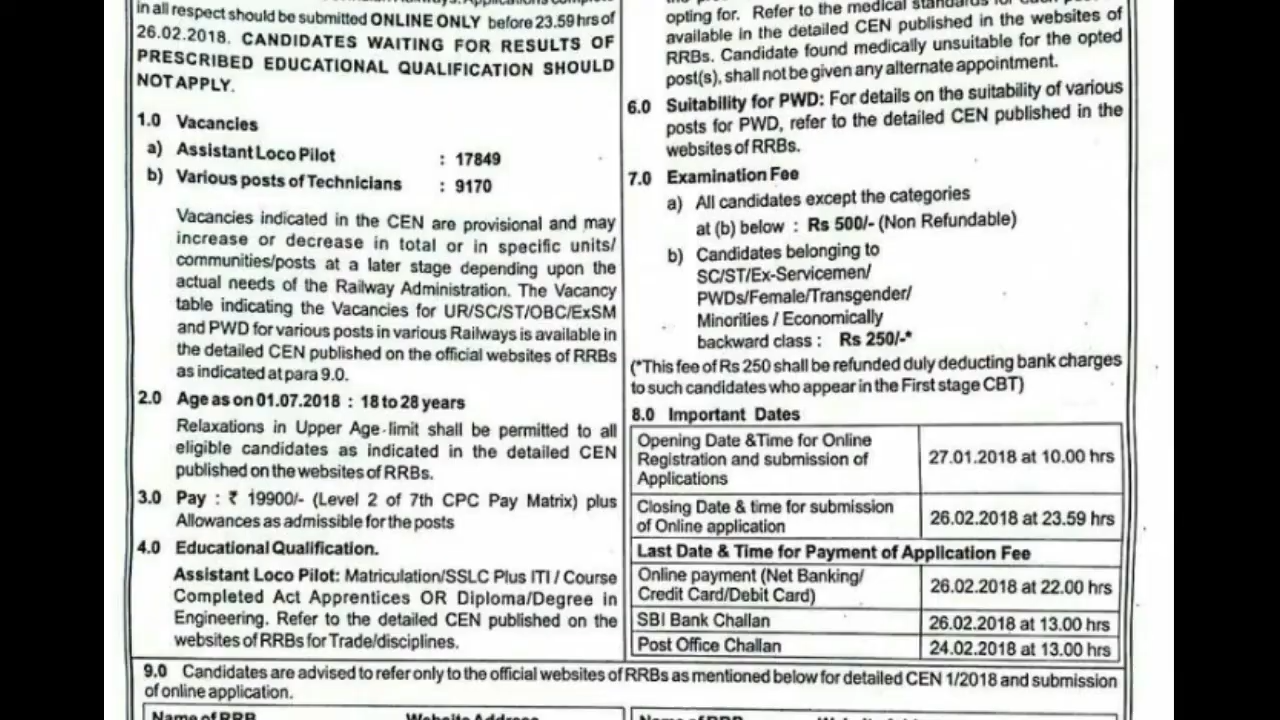 in all respect should be submitted ONLINE ONLY before 23.59 hrs of
26.02.2018. CANDIDATES WAITING FOR RESULTS OF
PRESCRIBED EDUCATIONAL QUALIFICATION SHOULD
NOT APPLY.
1.0 Vacancies
a) Assistant Loco Pilot : 17849
b) Various posts of Technicians : 9170
Vacancies indicated in the CEN are provisional and may
increase or decrease in total or in specific units/
communities/posts at a later stage depending upon the
actual needs of the Railway Administration. The Vacancy
table indicating the Vacancies for UR/SC/ST/OBC/ExSM
and PWD for various posts in various Railways is available in
the detailed CEN published on the official websites of RRBs
as indicated at para 9.0.
2.0 Age as on 01.07.2018 : 18 to 28 years
Relaxations in Upper Age limit shall be permitted to all
eligible candidates as indicated in the detailed CEN
published on the websites of RRBs.
3.0 Pay : ₹ 19900/- (Level 2 of 7th CPC Pay Matrix) plus
Allowances as admissible for the posts
4.0 Educational Qualification.
Assistant Loco Pilot: Matriculation/SSLC Plus ITI / Course
Completed Act Apprentices OR Diploma/Degree in
Engineering. Refer to the detailed CEN published on the
websites of RRBs for Trade/disciplines.
opting for. Refer to the medical standards for each
available in the detailed CEN published in the websites of
RRBs. Candidate found medically unsuitable for the opted
post(s), shall not be given any alternate appointment.
6.0 Suitability for PWD: For details on the suitability of various
posts for PWD, refer to the detailed CEN published in the
websites of RRBs.
7.0 Examination Fee
a) All candidates except the categories
at (b) below : Rs 500/- (Non Refundable)
b) Candidates belonging to
SC/ST/Ex-Servicemen/
PWDs/Female/Transgender/
Minorities / Economically
backward class : Rs 250/-*
(*This fee of Rs 250 shall be refunded duly deducting bank charges
to such candidates who appear in the First stage CBT)
8.0 Important Dates
Opening Date &Time for Online
Registration and submission of
Applications
27.01.2018 at 10.00 hrs
Closing Date & time for submission
of Online application
26.02.2018 at 23.59 hrs
Last Date & Time for Payment of Application Fee
Online payment (Net Banking/
Credit Card/Debit Card)
26.02.2018 at 22.00 hrs
SBI Bank Challan 26.02.2018 at 13.00 hrs
Post Office Challan 24.02.2018 at 13.00 hrs
9.0 Candidates are advised to refer only to the official websites of RRBs as mentioned below for detailed CEN 1/2018 and submission
of online application.
Name of RRB Website Address Name of RRB